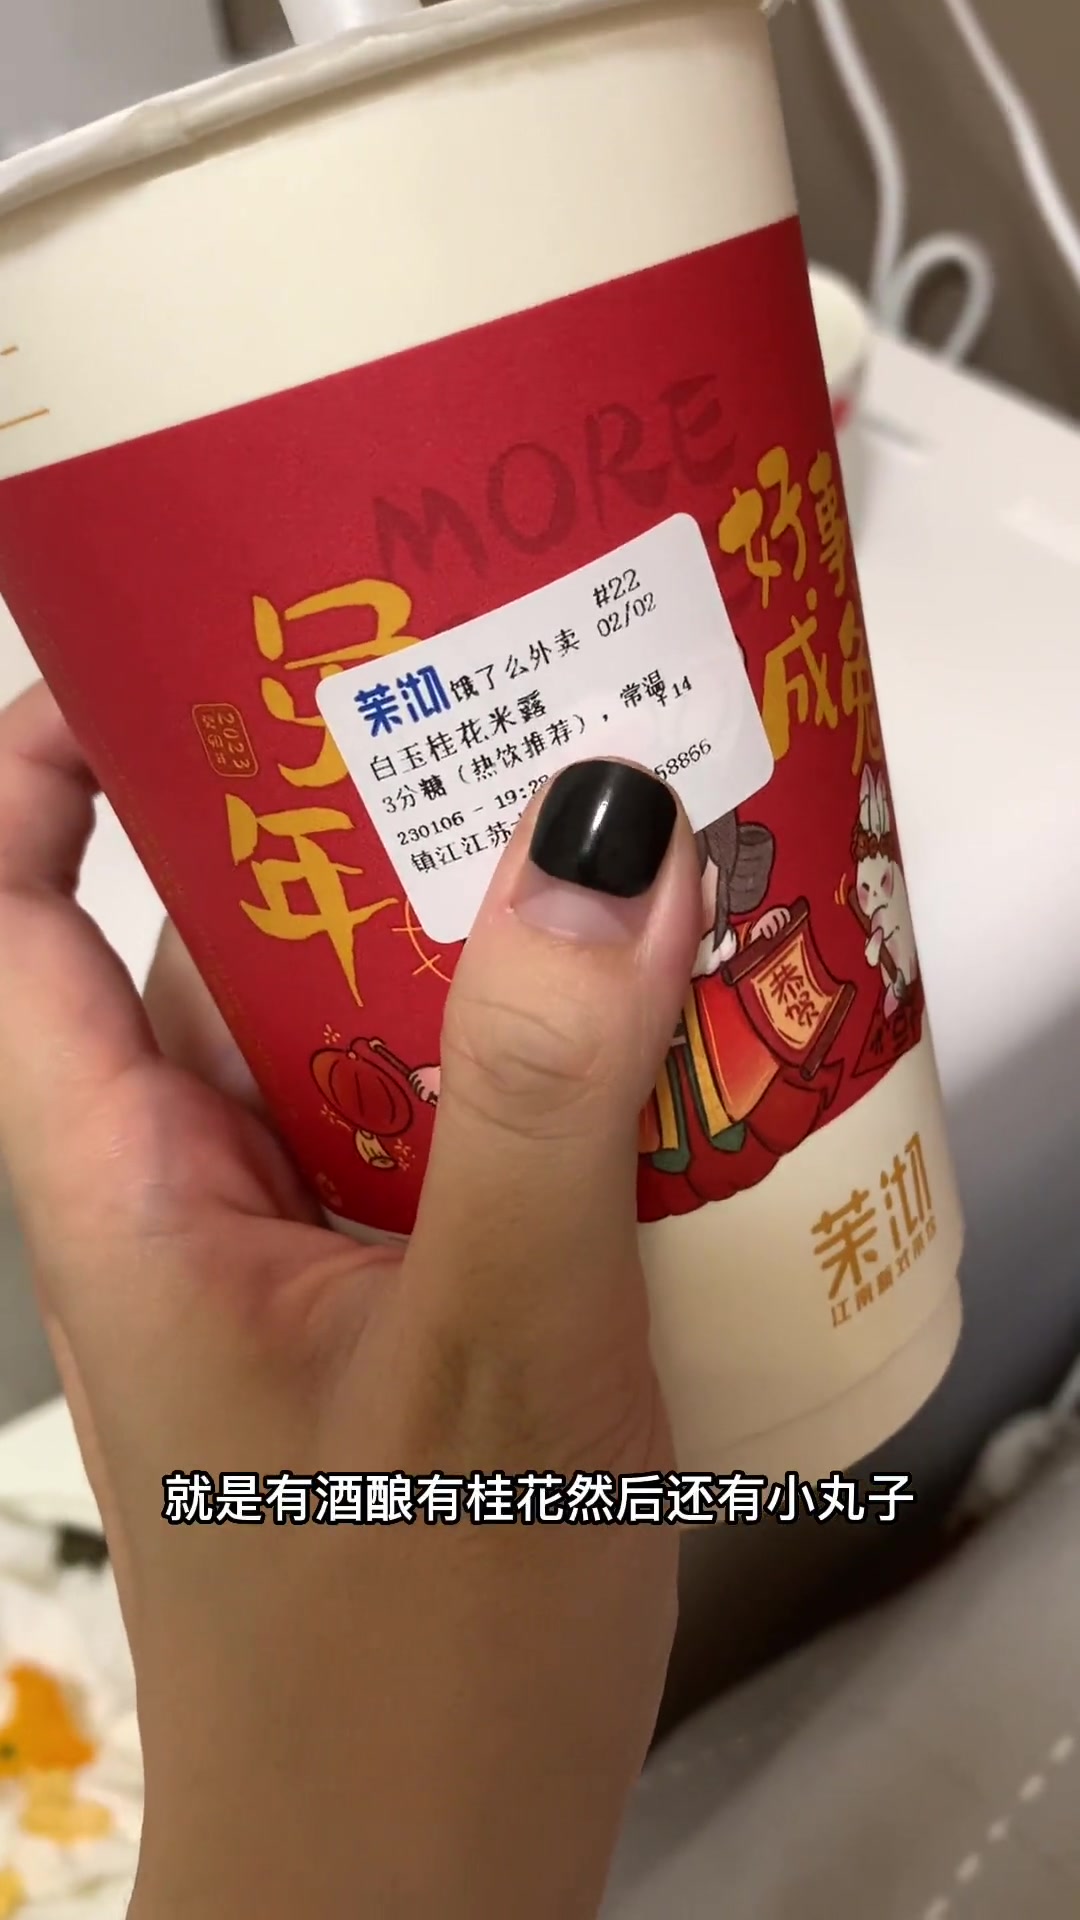 MORE
好事
成兔
年
2023
茉沏 饿了么外卖 #22
02/02
白玉桂花米露
3分糖（热饮推荐），常温
￥14
230106 - 19:28
58866
镇江江苏
恭贺
茉沏
就是有酒酿有桂花然后还有小丸子